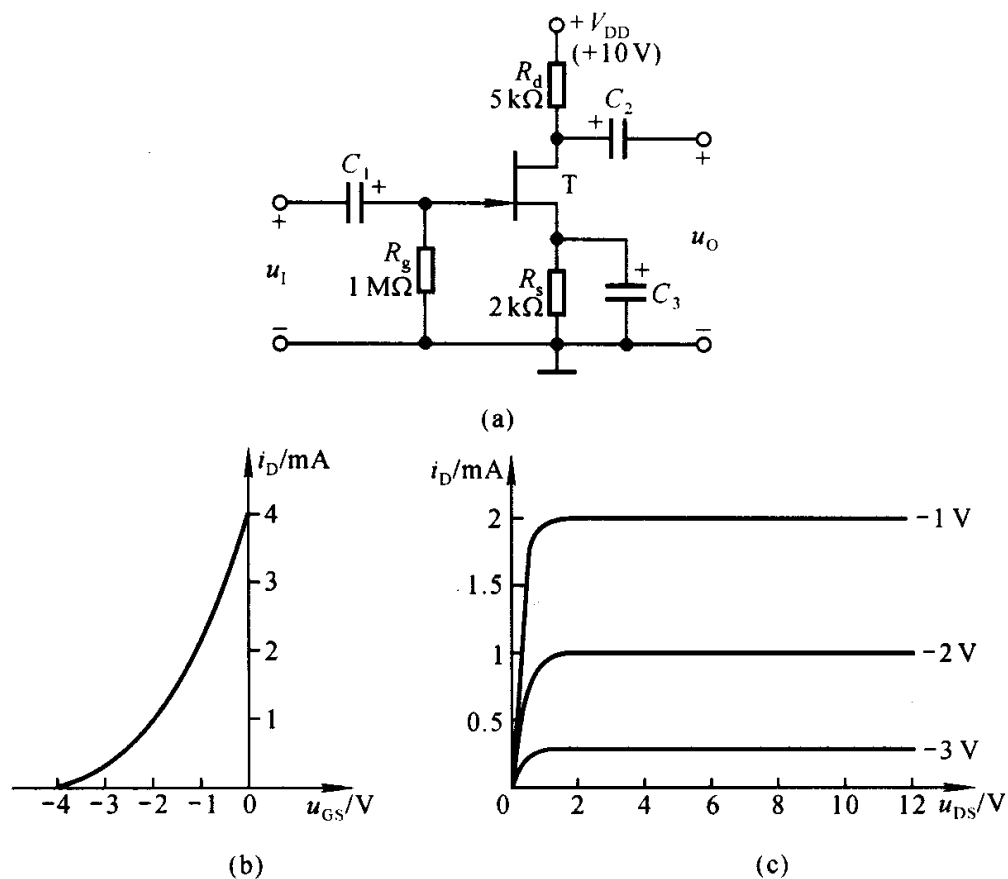 +V_DD
(+10 V)
R_d
5 kΩ
C_2
+
+
C_1
+
T
+
R_g
1 MΩ
u_I
R_s
2 kΩ
+
C_3
u_O
−
−
(a)
i_D/mA
4
3
2
1
−4 −3 −2 −1 0 u_GS/V
(b)
i_D/mA
2
−1 V
1.5
1
−2 V
0.5
−3 V
0 2 4 6 8 10 12 u_DS/V
(c)